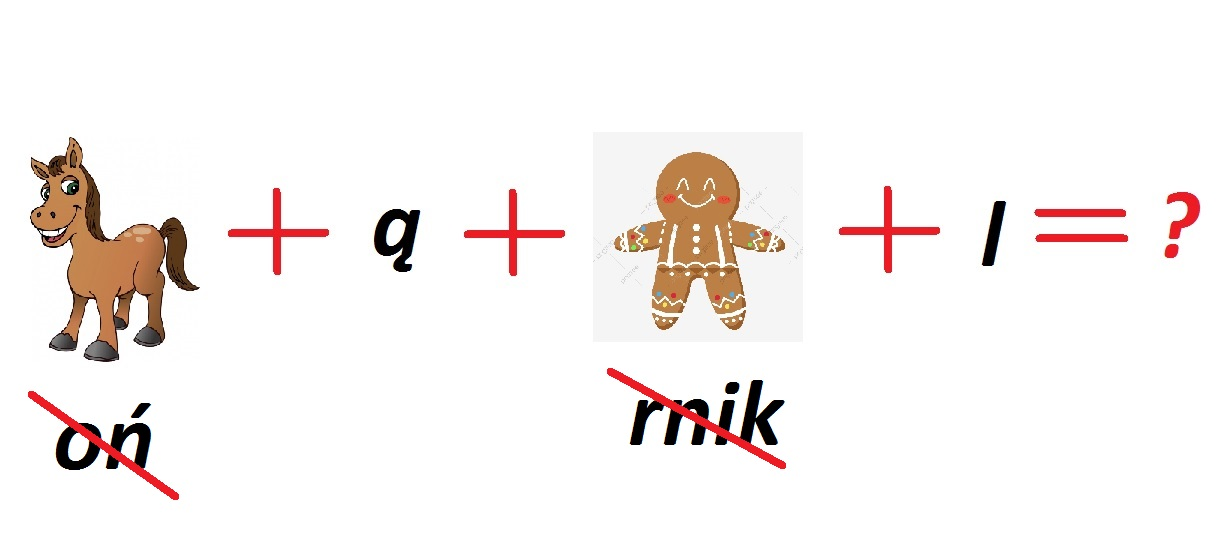 + ą + + l = ?
oń rnik